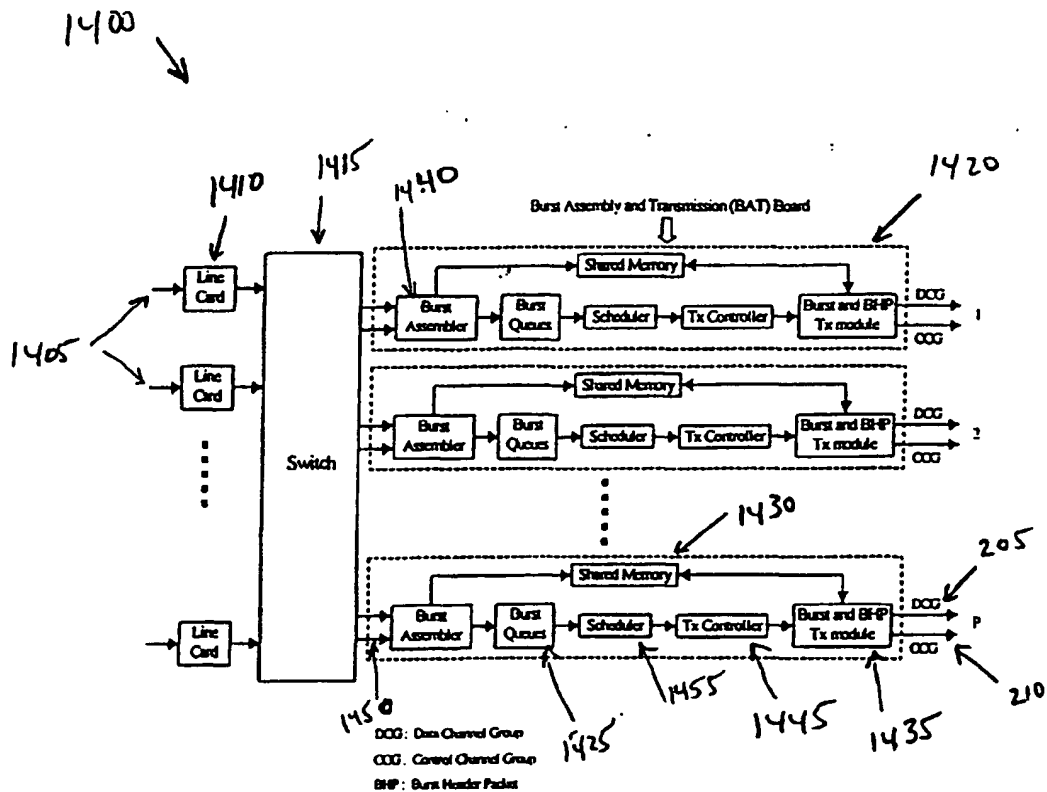 1400
1410
1415
1440
1420
Burst Assembly and Transmission (BAT) Board
Line Card
Shared Memory
Burst Assembler
Burst Queues
Scheduler
Tx Controller
Burst and BHP Tx module
DCG
1
CCG
1405
Line Card
Shared Memory
Burst Assembler
Burst Queues
Scheduler
Tx Controller
Burst and BHP Tx module
DCG
2
CCG
Switch
1430
205
Shared Memory
Line Card
Burst Assembler
Burst Queues
Scheduler
Tx Controller
Burst and BHP Tx module
DCG
P
CCG
1450
1425
1455
1445
1435
210
DCG: Data Channel Group
CCG. Control Channel Group
BHP: Burst Header Packet